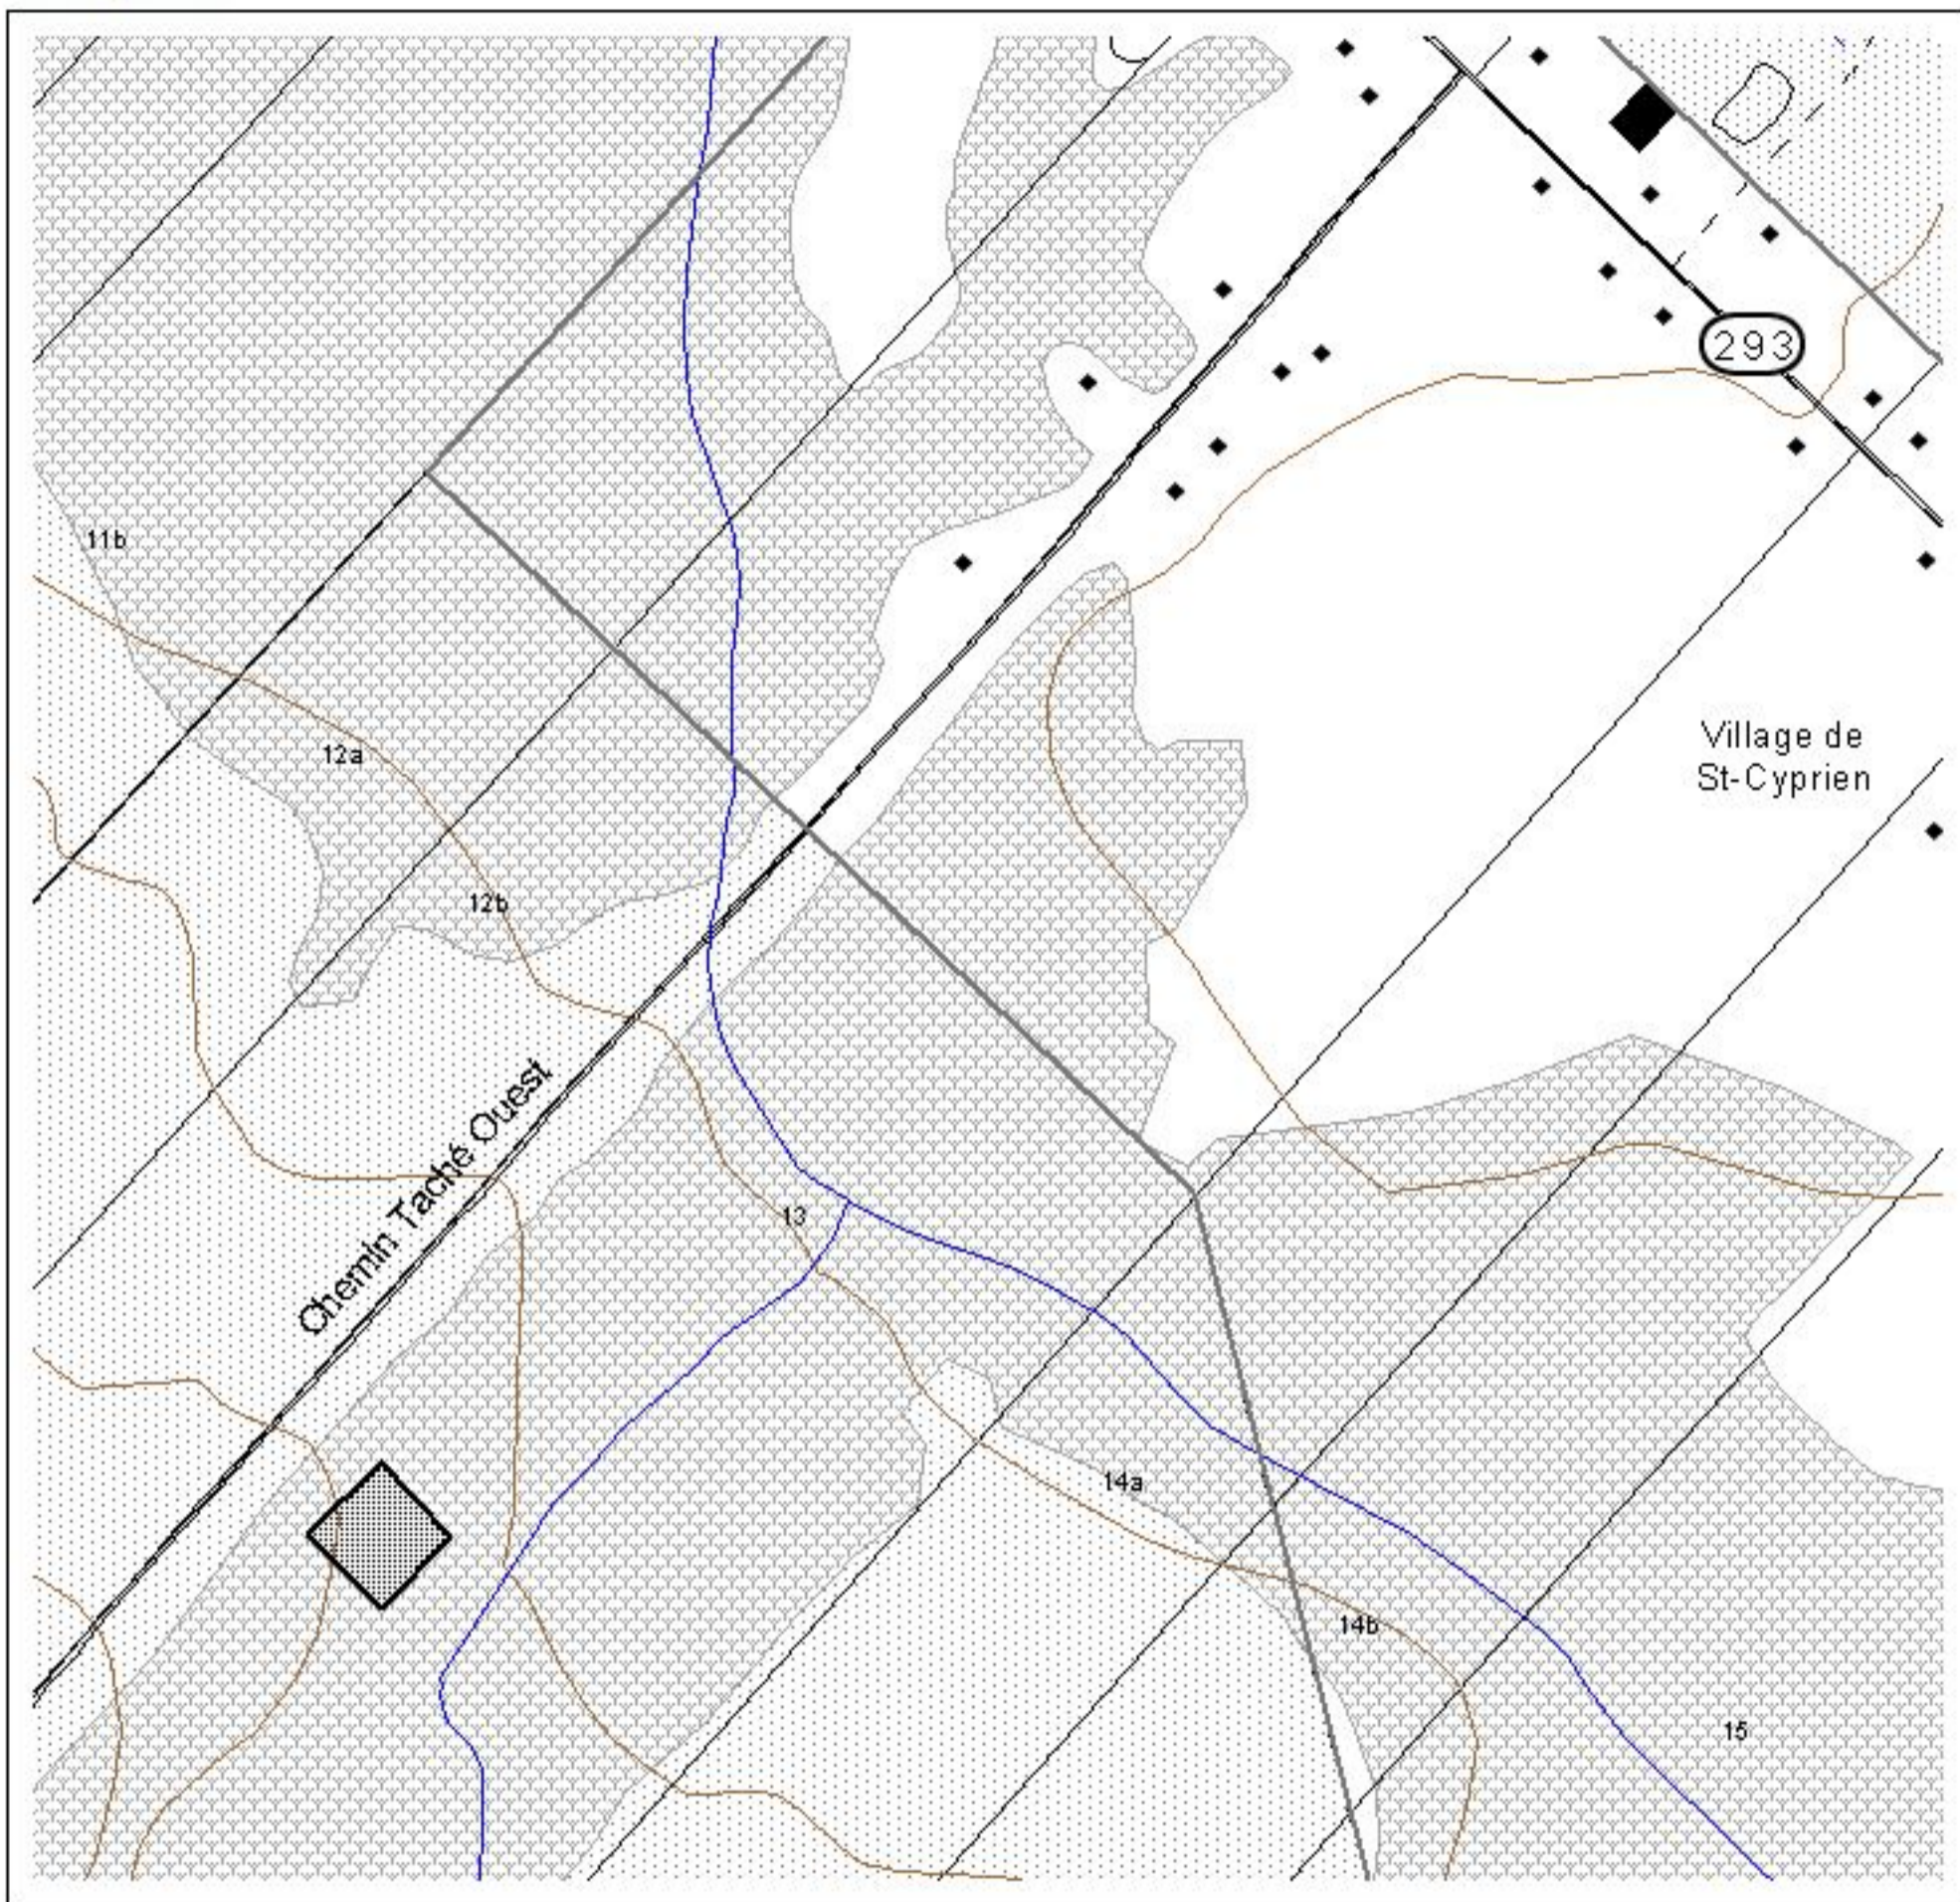 293
11b
Village de
St-Cyprien
12a
12b
Chemin Taché Ouest
13
14a
14b
15